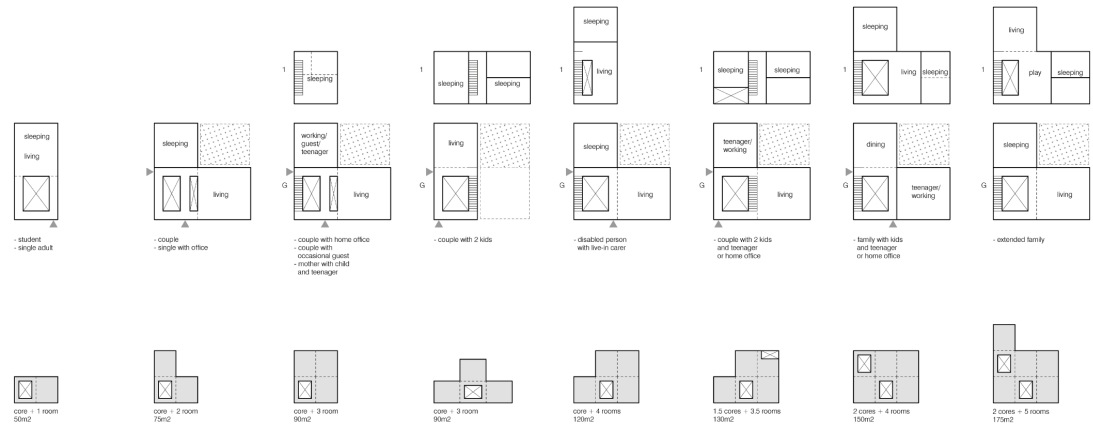 sleeping
living
- student
- single adult
core + 1 room
50m2
sleeping
living
- couple
- single with office
core + 2 room
75m2
1
sleeping
working/
guest/
teenager
G
living
- couple with home office
- couple with
occasional guest
- mother with child
and teenager
core + 3 room
90m2
1
sleeping
sleeping
living
G
- couple with 2 kids
core + 3 room
90m2
sleeping
1
living
sleeping
G
living
- disabled person
with live-in carer
core + 4 rooms
120m2
1
sleeping
sleeping
teenager/
working
G
living
- couple with 2 kids
and teenager
or home office
1.5 cores + 3.5 rooms
130m2
sleeping
1
living
sleeping
dining
G
teenager/
working
- family with kids
and teenager
or home office
2 cores + 4 rooms
150m2
living
1
play
sleeping
sleeping
G
living
- extended family
2 cores + 5 rooms
175m2